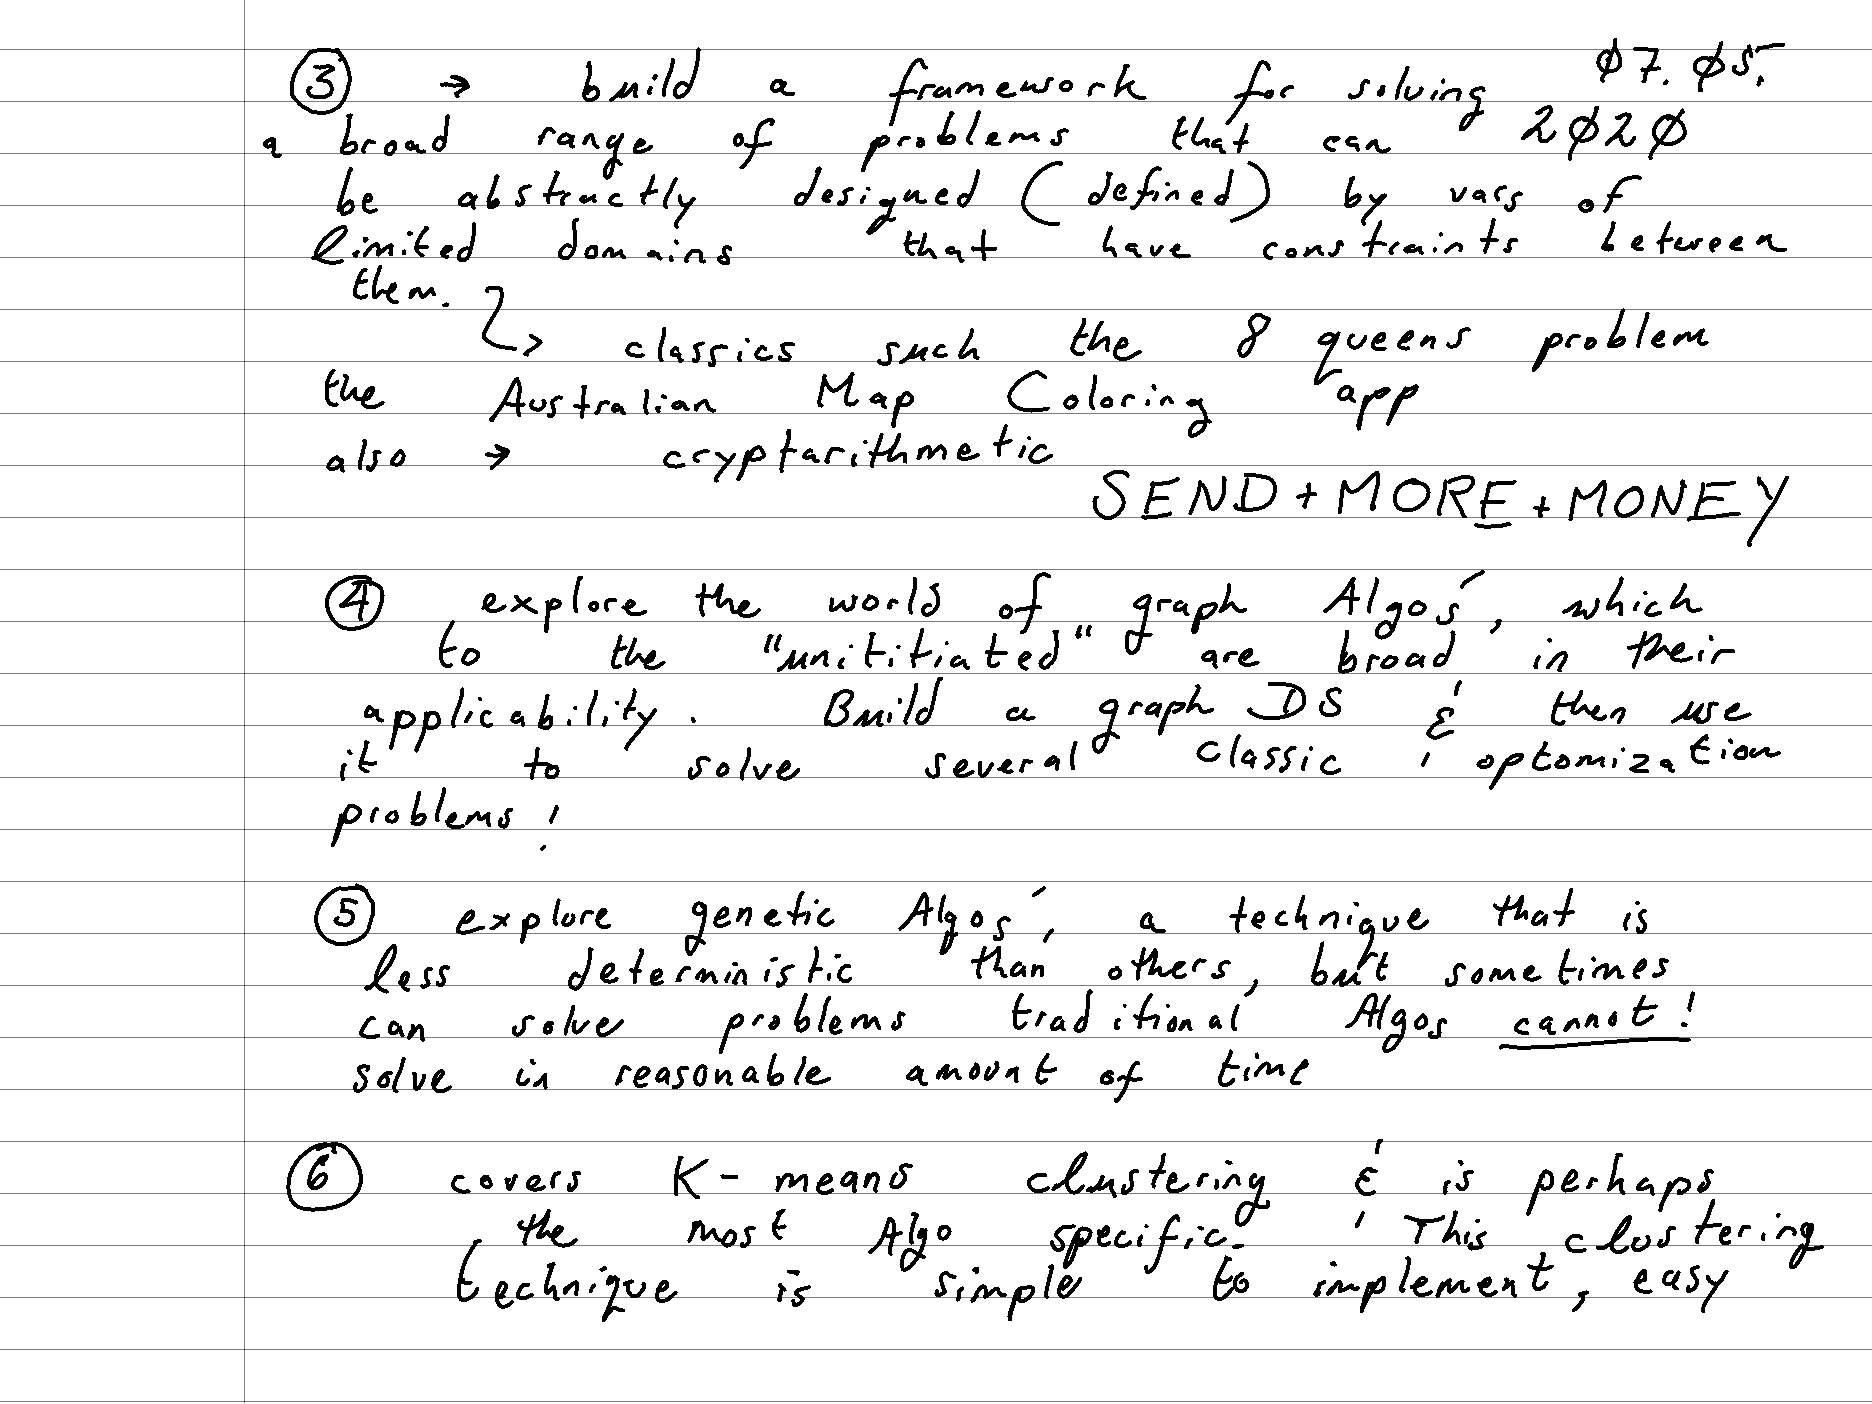 ③ → build a framework for solving 07.05.
a broad range of problems that can 2020
be abstractly designed (defined) by vars of
limited domains that have constraints between
them.
↳ classics such the 8 queens problem
the Australian Map Coloring app
also → cryptarithmetic
SEND + MORE + MONEY
④ explore the world of graph Algos', which
to the "unititiated" are broad in their
applicability. Build a graph DS & then use
it to solve several classic optomization
problems!
⑤ explore genetic Algos', a technique that is
less deterministic than others, but sometimes
can solve problems traditional Algos cannot!
solve in reasonable amount of time
⑥ covers K-means clustering & is perhaps
the most Algo specific. This clustering
technique is simple to implement, easy